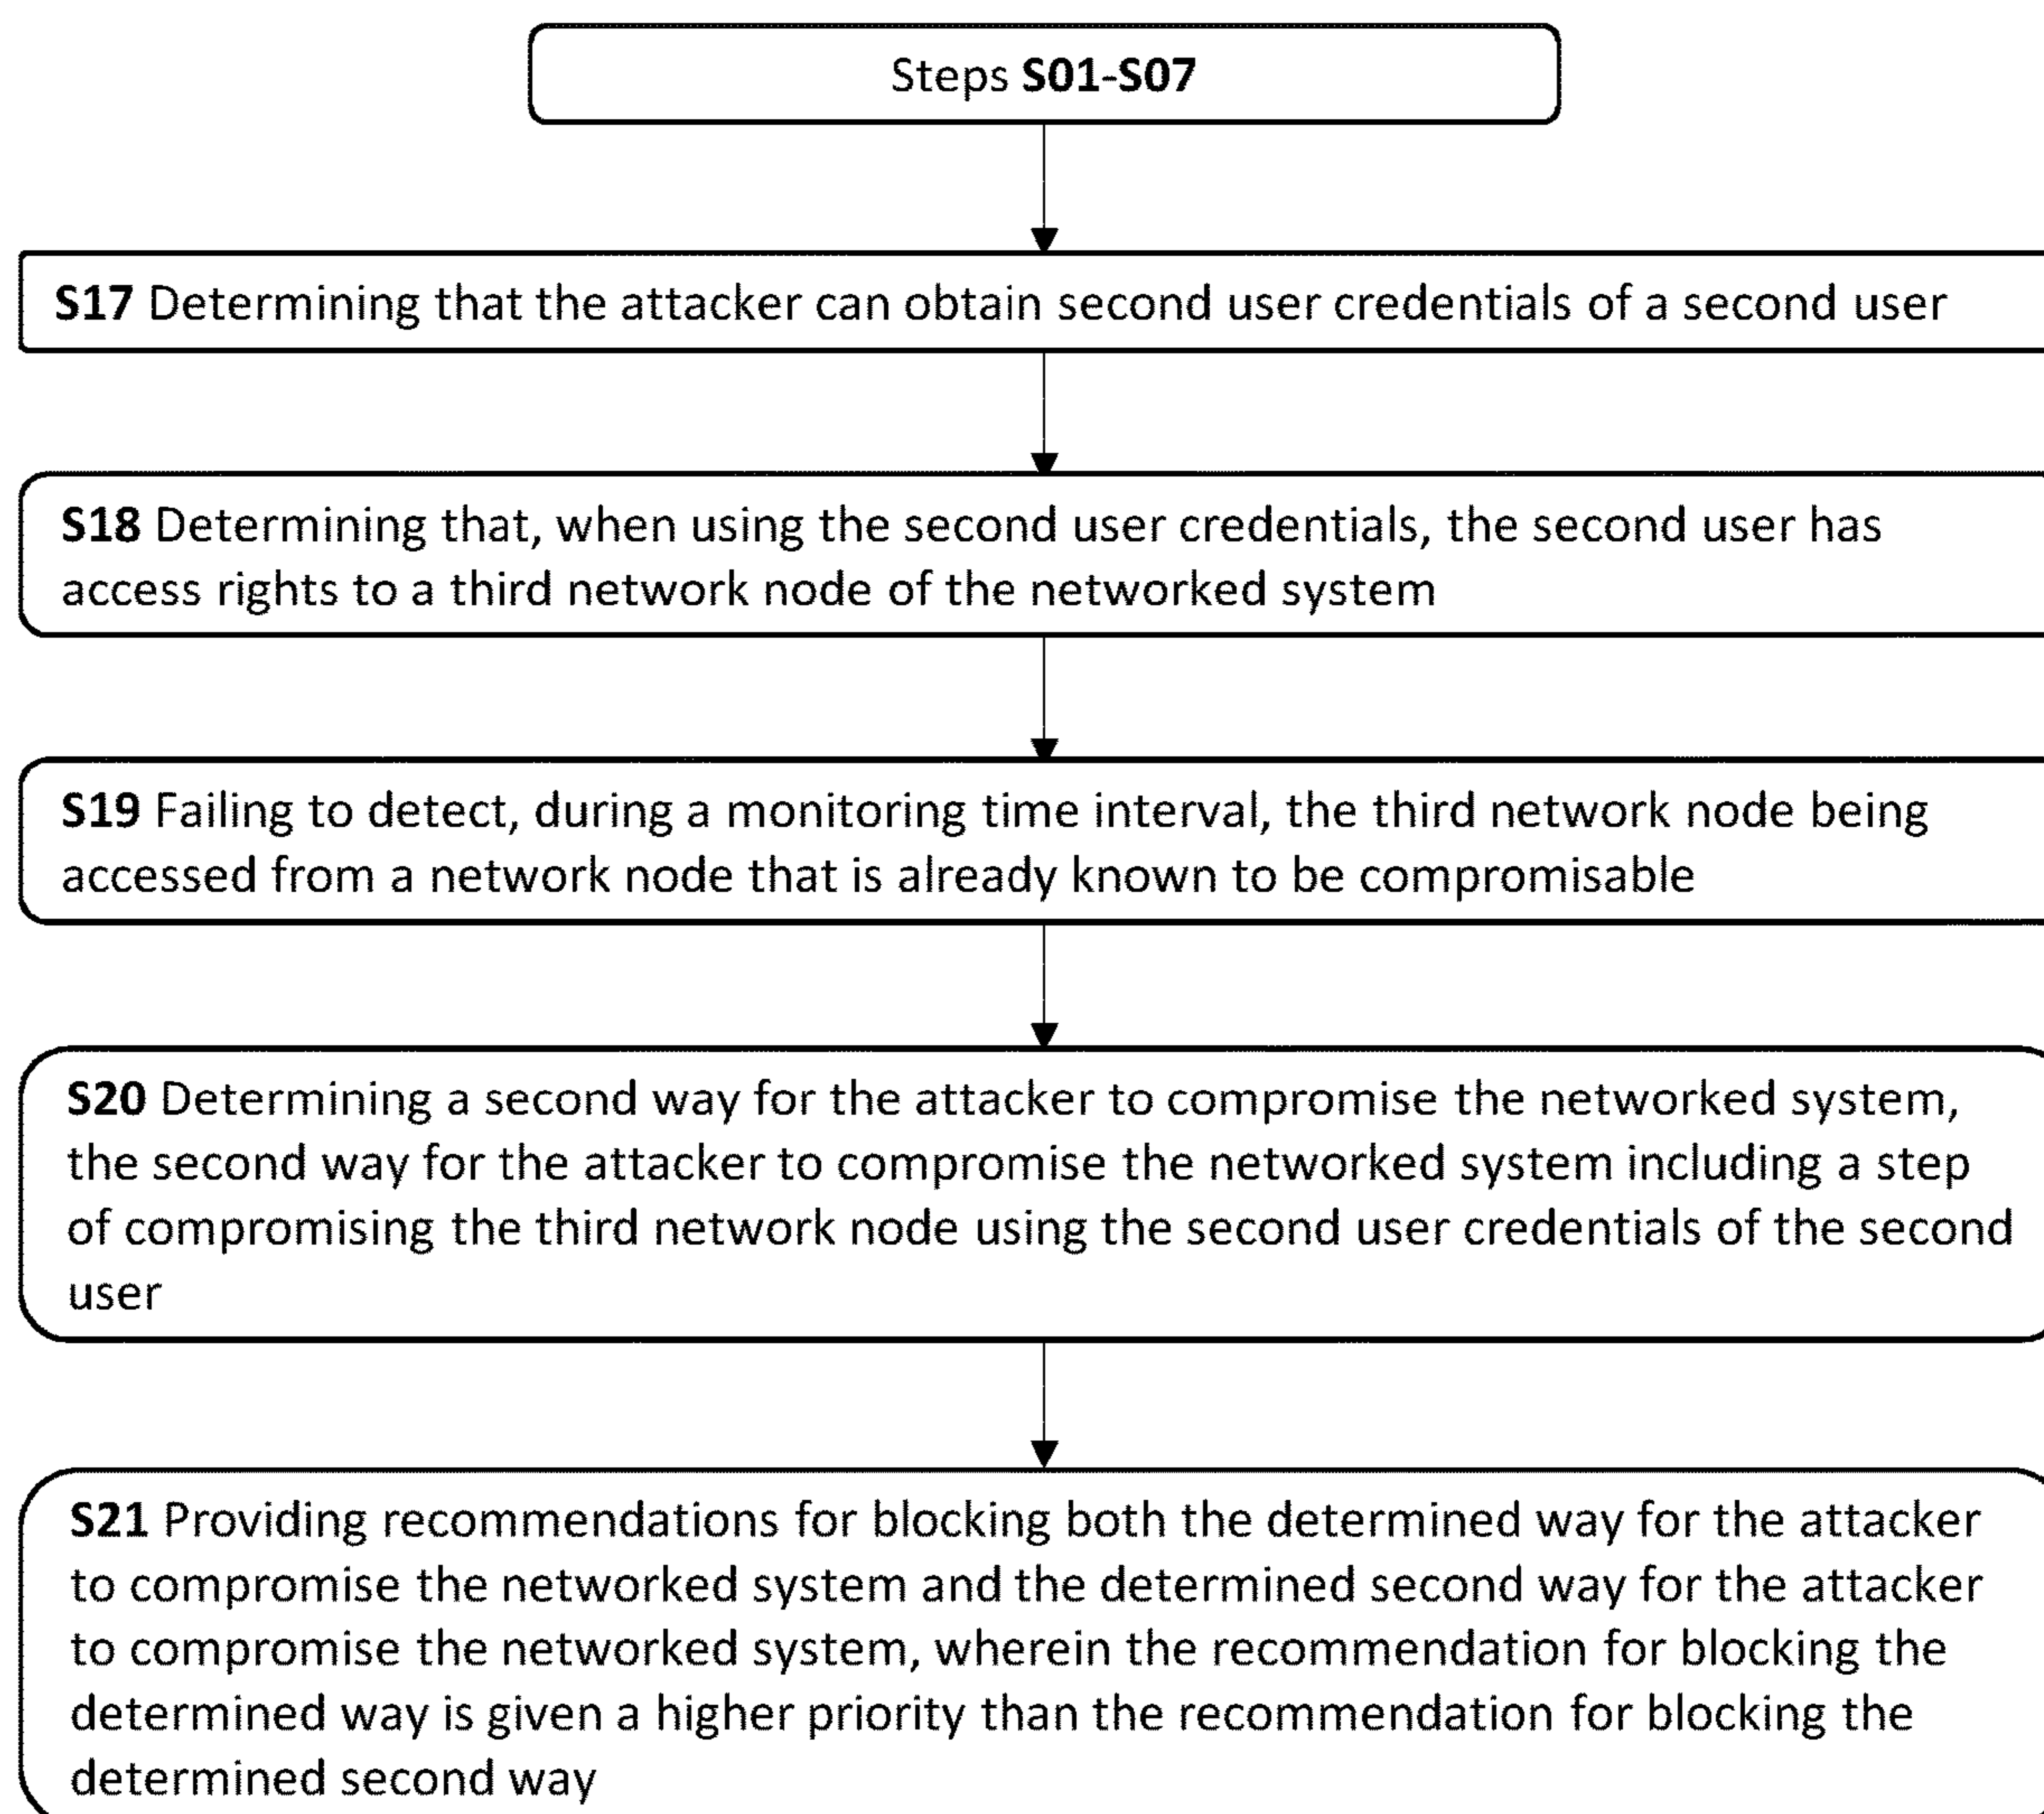 Steps S01-S07
S17 Determining that the attacker can obtain second user credentials of a second user
S18 Determining that, when using the second user credentials, the second user has
access rights to a third network node of the networked system
S19 Failing to detect, during a monitoring time interval, the third network node being
accessed from a network node that is already known to be compromisable
S20 Determining a second way for the attacker to compromise the networked system,
the second way for the attacker to compromise the networked system including a step
of compromising the third network node using the second user credentials of the second
user
S21 Providing recommendations for blocking both the determined way for the attacker
to compromise the networked system and the determined second way for the attacker
to compromise the networked system, wherein the recommendation for blocking the
determined way is given a higher priority than the recommendation for blocking the
determined second way